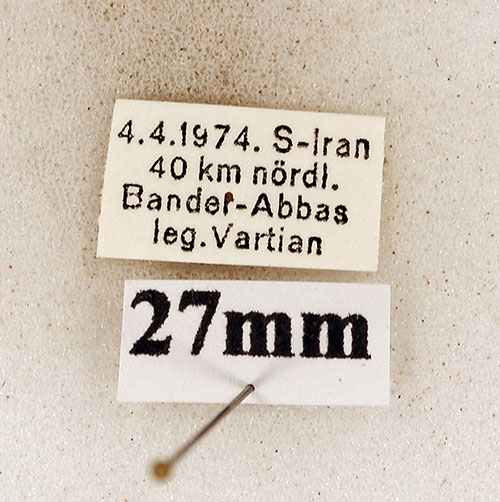 4.4.1974. S-Iran
40 km nördl.
Bander-Abbas
leg.Vartian
27mm